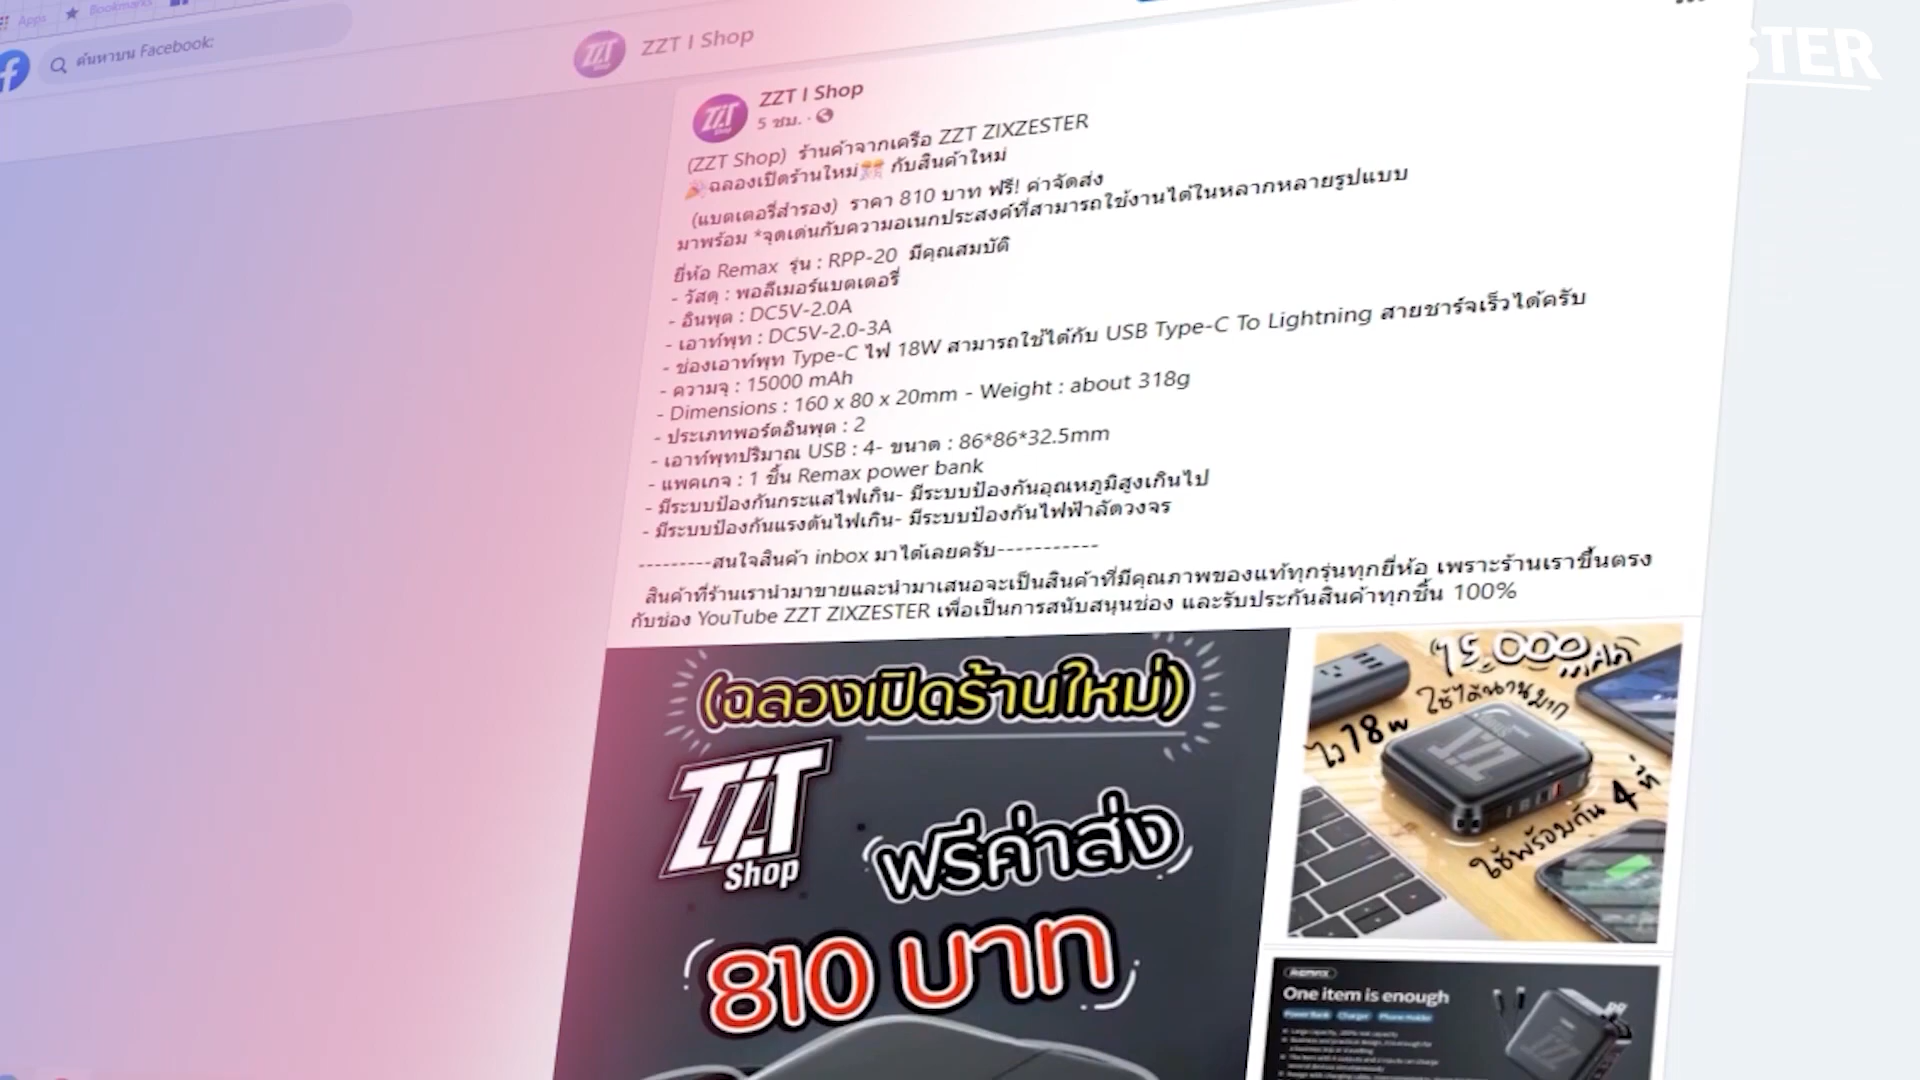 Apps
Bookmarks
ค้นหาบน Facebook:
ZZT l Shop
STER
ZZT l Shop
5 ชม. ·
(ZZT Shop) ร้านค้าจากเครือ ZZT ZIXZESTER
🎉ฉลองเปิดร้านใหม่🎊 กับสินค้าใหม่
(แบตเตอรี่สำรอง) ราคา 810 บาท ฟรี! ค่าจัดส่ง
มาพร้อม *จุดเด่นกับความอเนกประสงค์ที่สามารถใช้งานได้ในหลากหลายรูปแบบ
ยี่ห้อ Remax รุ่น : RPP-20 มีคุณสมบัติ
- วัสดุ : พอลิเมอร์แบตเตอรี่
- อินพุต : DC5V-2.0A
- เอาท์พุท : DC5V-2.0-3A
- ช่องเอาท์พุท Type-C ไฟ 18W สามารถใช้ได้กับ USB Type-C To Lightning สายชาร์จเร็วได้ครับ
- ความจุ : 15000 mAh
- Dimensions : 160 x 80 x 20mm - Weight : about 318g
- ประเภทพอร์ตอินพุต : 2
- เอาท์พุทปริมาณ USB : 4- ขนาด : 86*86*32.5mm
- แพคเกจ : 1 ชิ้น Remax power bank
- มีระบบป้องกันกระแสไฟเกิน- มีระบบป้องกันอุณหภูมิสูงเกินไป
- มีระบบป้องกันแรงดันไฟเกิน- มีระบบป้องกันไฟฟ้าลัดวงจร
---------สนใจสินค้า inbox มาได้เลยครับ-----------
สินค้าที่ร้านเรานำมาขายและนำมาเสนอจะเป็นสินค้าที่มีคุณภาพของแท้ทุกรุ่นทุกยี่ห้อ เพราะร้านเราขึ้นตรง
กับช่อง YouTube ZZT ZIXZESTER เพื่อเป็นการสนับสนุนช่อง และรับประกันสินค้าทุกชิ้น 100%
(ฉลองเปิดร้านใหม่)
ZZT
Shop
ฟรีค่าส่ง
810 บาท
15000
ใช้ได้นานมาก
ไว 18w
ZZT
ใช้พร้อมกัน 4 ที่
REMAX
One item is enough
Power Bank Charger Phone Holder
ZZT